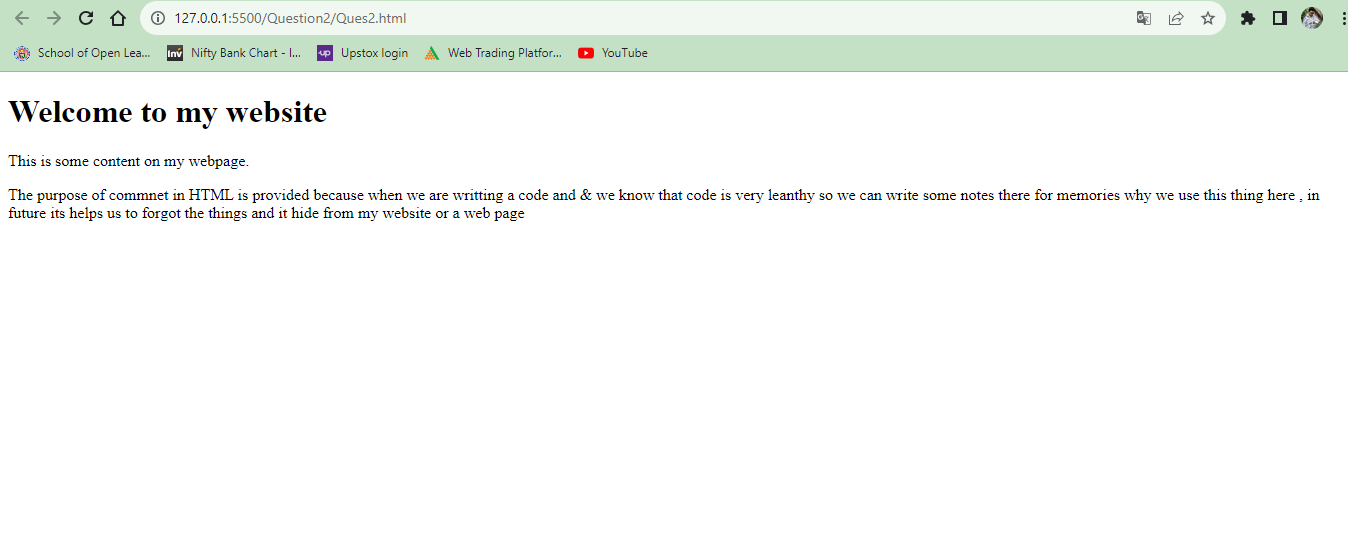 127.0.0.1:5500/Question2/Ques2.html
School of Open Lea... Inv Nifty Bank Chart - I... up Upstox login Web Trading Platfor... YouTube
Welcome to my website
This is some content on my webpage.
The purpose of commnet in HTML is provided because when we are writting a code and & we know that code is very leanthy so we can write some notes there for memories why we use this thing here , in
future its helps us to forgot the things and it hide from my website or a web page